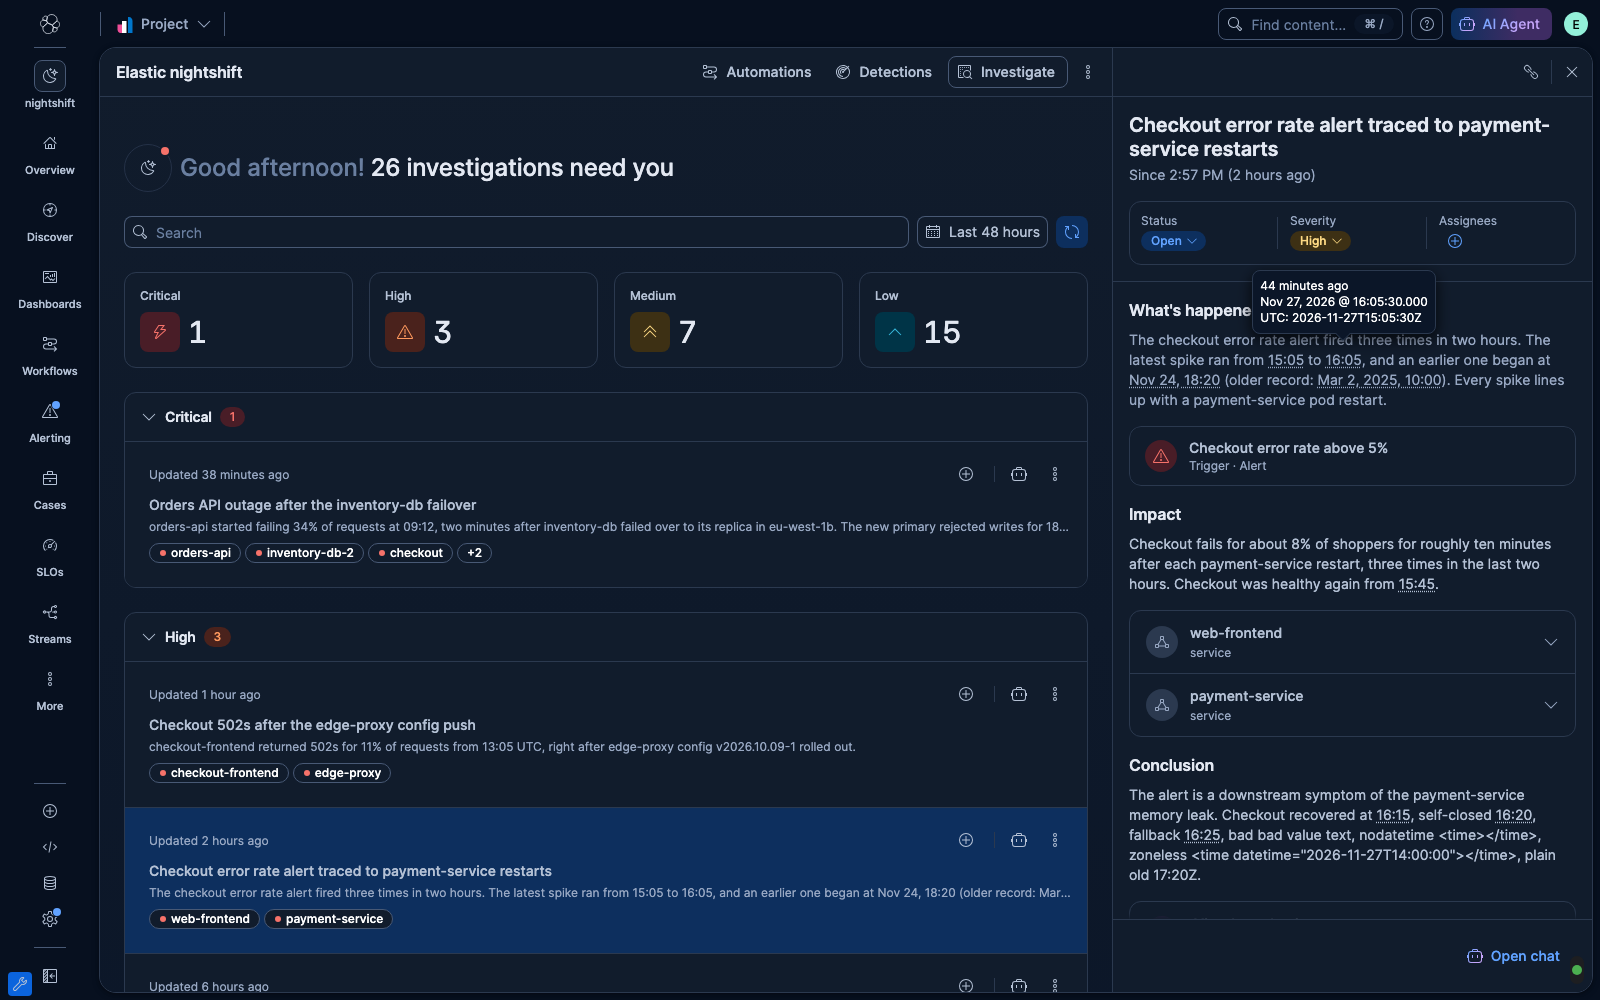 Project
Find content...
⌘ /
AI Agent
E
nightshift
Overview
Discover
Dashboards
Workflows
Alerting
Cases
SLOs
Streams
More
Elastic nightshift
Automations
Detections
Investigate
Good afternoon! 26 investigations need you
Search
Last 48 hours
Critical
1
High
3
Medium
7
Low
15
Critical 1
Updated 38 minutes ago
Orders API outage after the inventory-db failover
orders-api started failing 34% of requests at 09:12, two minutes after inventory-db failed over to its replica in eu-west-1b. The new primary rejected writes for 18...
orders-api
inventory-db-2
checkout
+2
High 3
Updated 1 hour ago
Checkout 502s after the edge-proxy config push
checkout-frontend returned 502s for 11% of requests from 13:05 UTC, right after edge-proxy config v2026.10.09-1 rolled out.
checkout-frontend
edge-proxy
Updated 2 hours ago
Checkout error rate alert traced to payment-service restarts
The checkout error rate alert fired three times in two hours. The latest spike ran from 15:05 to 16:05, and an earlier one began at Nov 24, 18:20 (older record: Mar...
web-frontend
payment-service
Updated 6 hours ago
Checkout error rate alert traced to payment-
service restarts
Since 2:57 PM (2 hours ago)
Status
Open
Severity
High
Assignees
44 minutes ago
Nov 27, 2026 @ 16:05:30.000
UTC: 2026-11-27T15:05:30Z
What's happene
The checkout error rate alert fired three times in two hours. The
latest spike ran from 15:05 to 16:05, and an earlier one began at
Nov 24, 18:20 (older record: Mar 2, 2025, 10:00). Every spike lines
up with a payment-service pod restart.
Checkout error rate above 5%
Trigger · Alert
Impact
Checkout fails for about 8% of shoppers for roughly ten minutes
after each payment-service restart, three times in the last two
hours. Checkout was healthy again from 15:45.
web-frontend
service
payment-service
service
Conclusion
The alert is a downstream symptom of the payment-service
memory leak. Checkout recovered at 16:15, self-closed 16:20,
fallback 16:25, bad bad value text, nodatetime <time></time>,
zoneless <time datetime="2026-11-27T14:00:00"></time>, plain
old 17:20Z.
Open chat